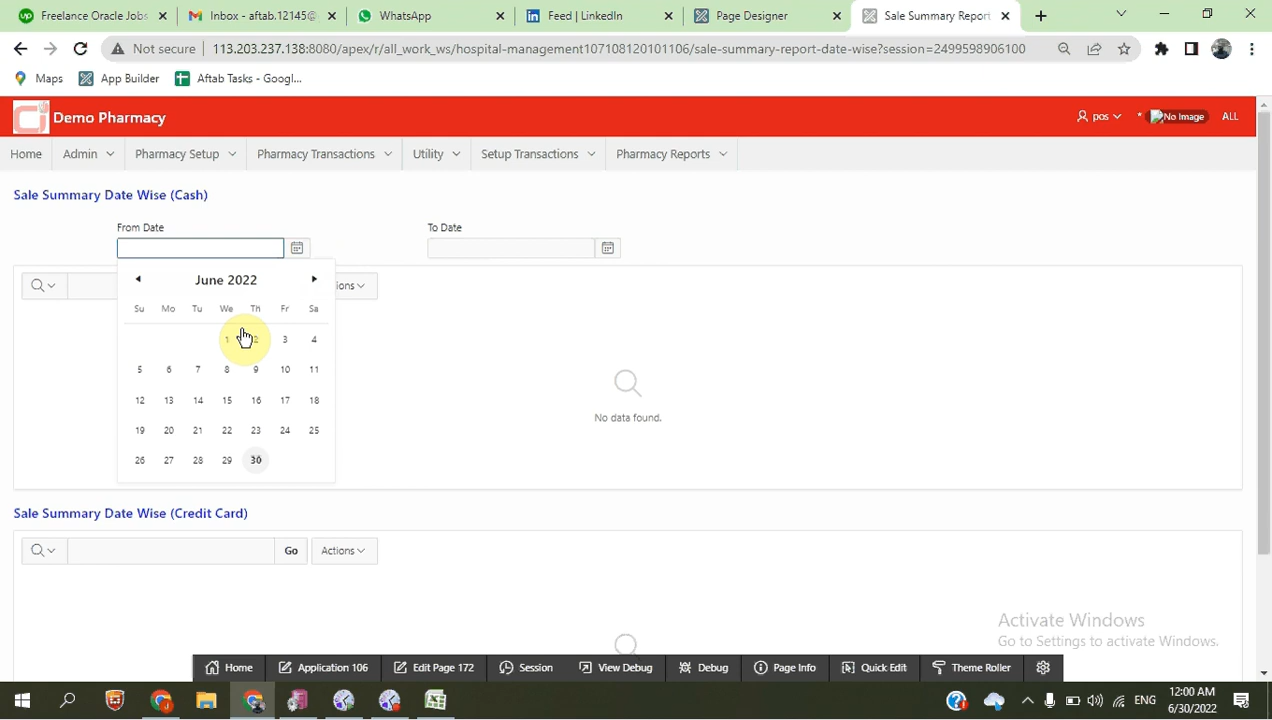 Freelance Oracle Jobs
Inbox - aftab.12145@
WhatsApp
Feed | LinkedIn
Page Designer
Sale Summary Report
Not secure 113.203.237.138:8080/apex/r/all_work_ws/hospital-management107108120101106/sale-summary-report-date-wise?session=2499598906100
Maps App Builder Aftab Tasks - Googl...
Demo Pharmacy
pos * No Image ALL
Home Admin Pharmacy Setup Pharmacy Transactions Utility Setup Transactions Pharmacy Reports
Sale Summary Date Wise (Cash)
From Date To Date
June 2022
ions
Su Mo Tu We Th Fr Sa
1 2 3 4
5 6 7 8 9 10 11
12 13 14 15 16 17 18
19 20 21 22 23 24 25
26 27 28 29 30
No data found.
Sale Summary Date Wise (Credit Card)
Go Actions
Activate Windows
Go to Settings to activate Windows.
Home Application 106 Edit Page 172 Session View Debug Debug Page Info Quick Edit Theme Roller
ENG
12:00 AM
6/30/2022